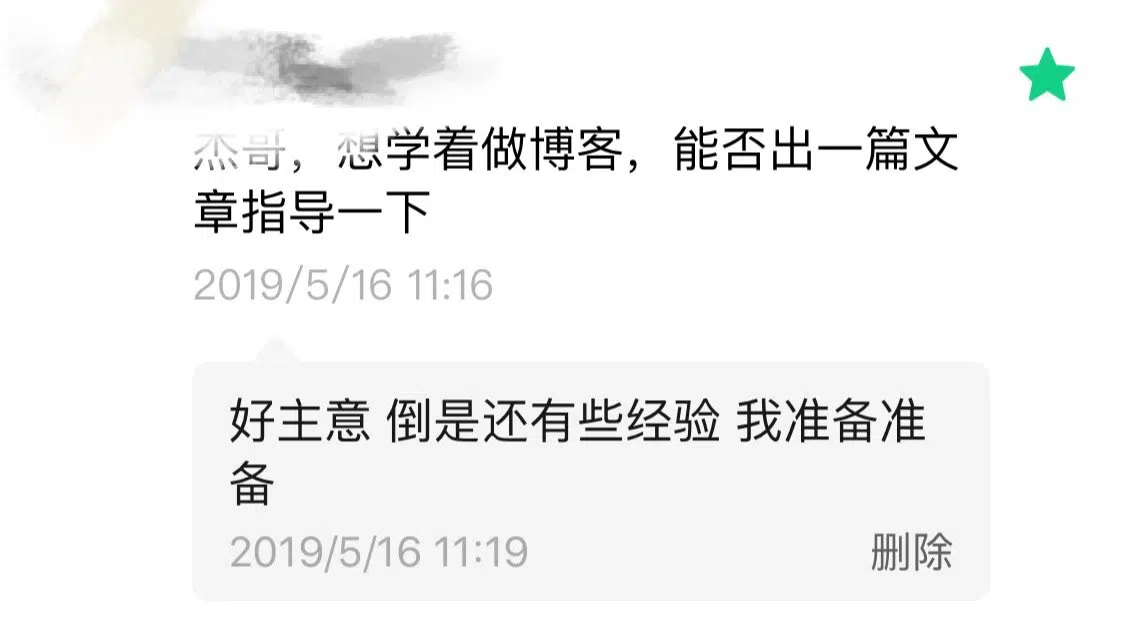 杰哥，想学着做博客，能否出一篇文
章指导一下
2019/5/16 11:16
好主意 倒是还有些经验 我准备准
备
2019/5/16 11:19
删除